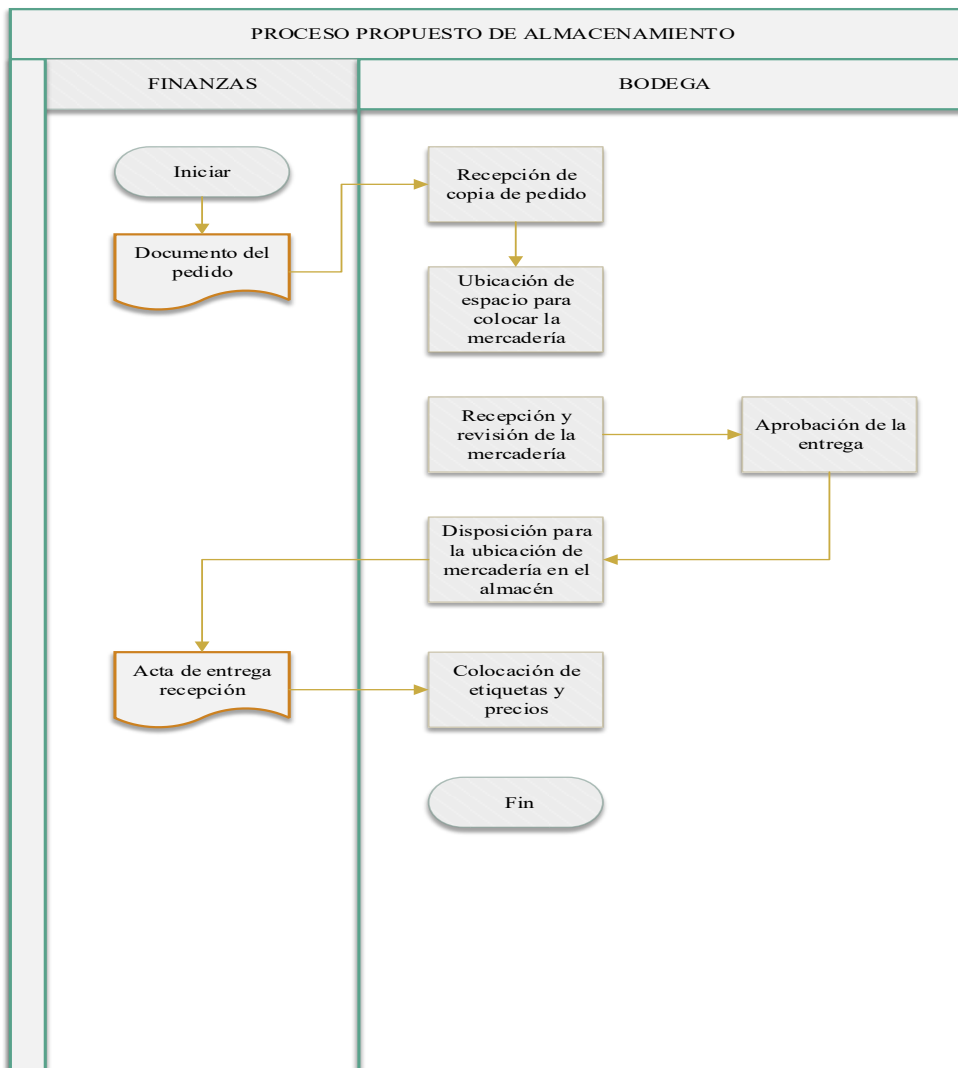 PROCESO PROPUESTO DE ALMACENAMIENTO
FINANZAS
BODEGA
Iniciar
Documento del
pedido
Recepción de
copia de pedido
Ubicación de
espacio para
colocar la
mercadería
Recepción y
revisión de la
mercadería
Aprobación de la
entrega
Disposición para
la ubicación de
mercadería en el
almacén
Acta de entrega
recepción
Colocación de
etiquetas y
precios
Fin